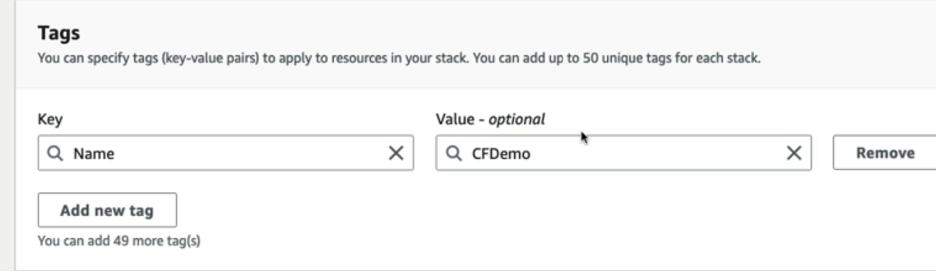 Tags
You can specify tags (key-value pairs) to apply to resources in your stack. You can add up to 50 unique tags for each stack.
Key Value - optional
Name CFDemo Remove
Add new tag
You can add 49 more tag(s)